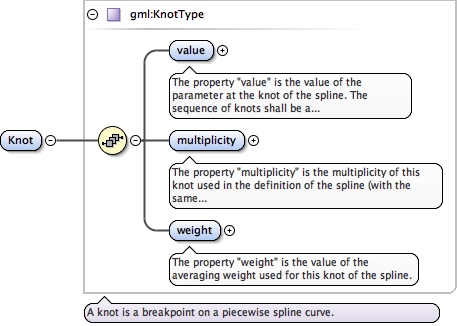 gml:KnotType
value
The property "value" is the value of the
parameter at the knot of the spline. The
sequence of knots shall be a...
Knot
multiplicity
The property "multiplicity" is the multiplicity of this
knot used in the definition of the spline (with the
same...
weight
The property "weight" is the value of the
averaging weight used for this knot of the spline.
A knot is a breakpoint on a piecewise spline curve.